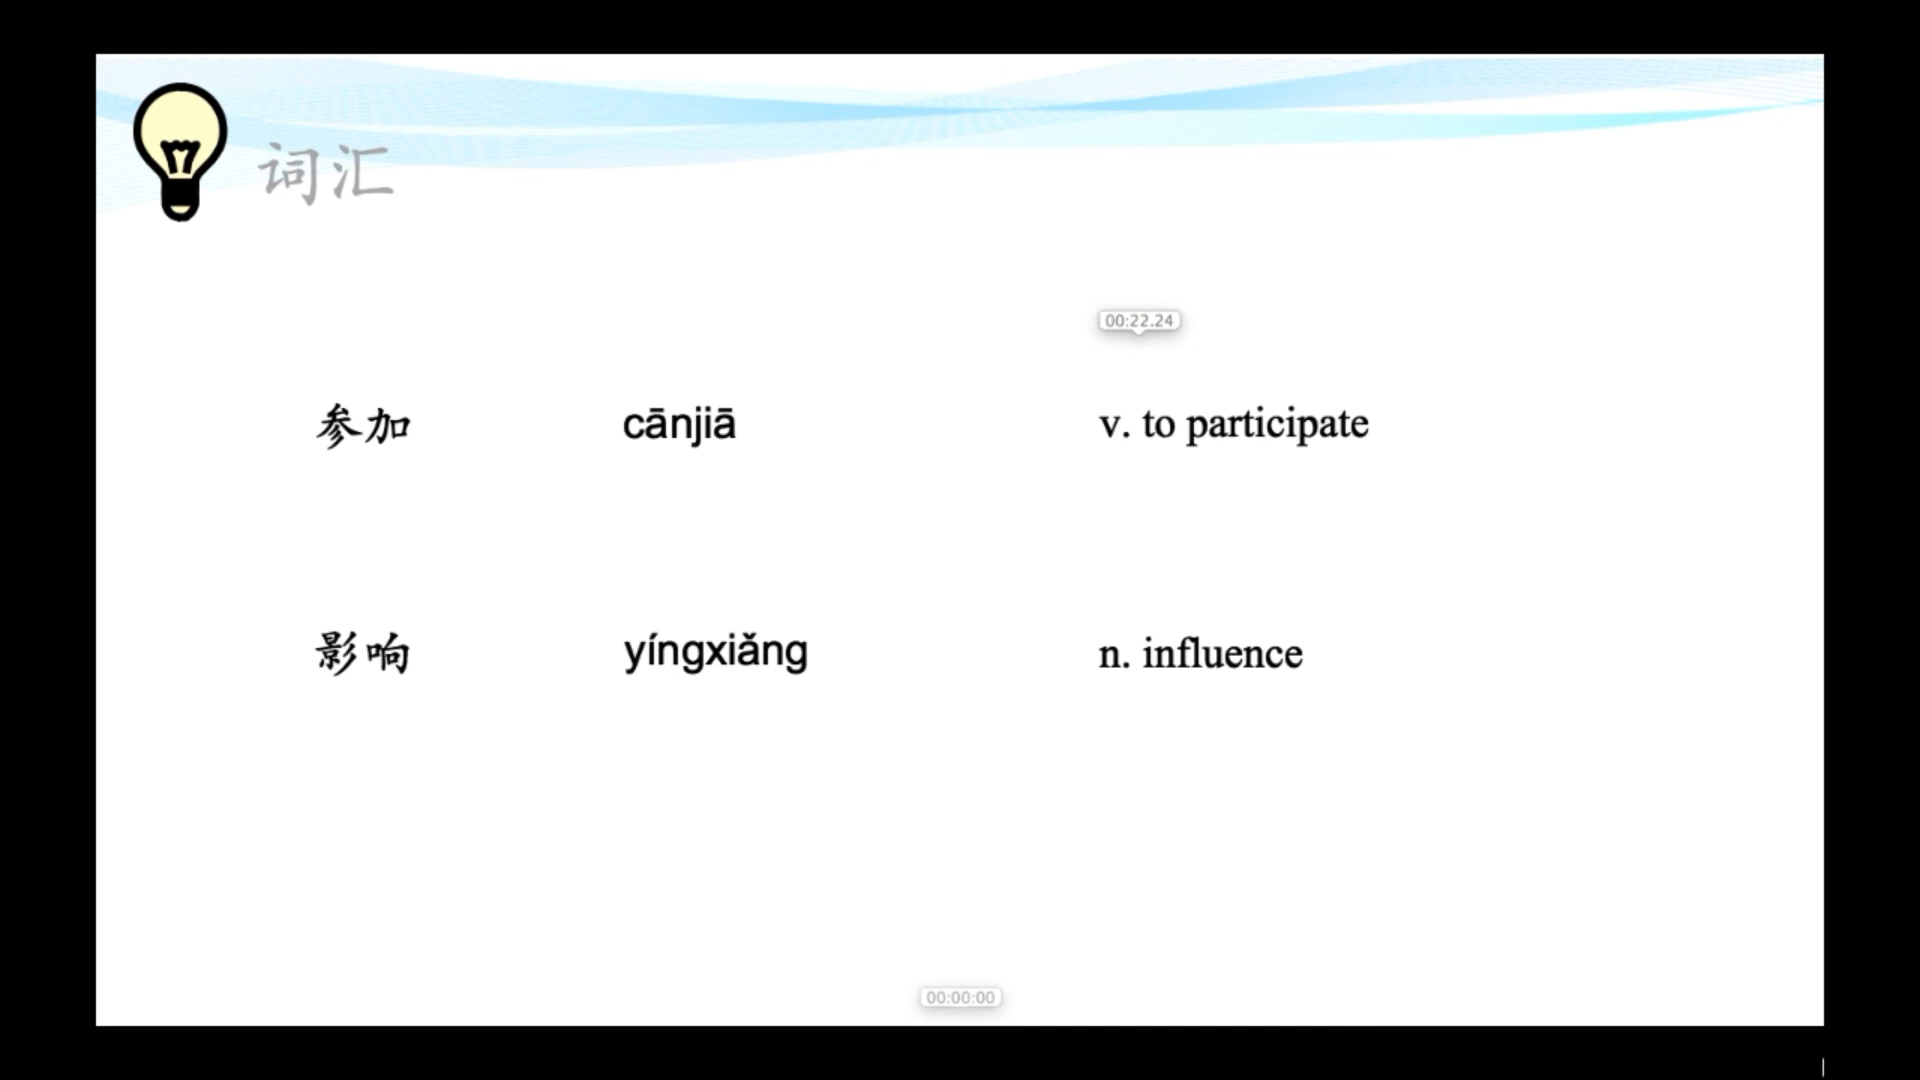 词汇
00:22.24
参加 cānjiā v. to participate
影响 yíngxiǎng n. influence
00:00:00